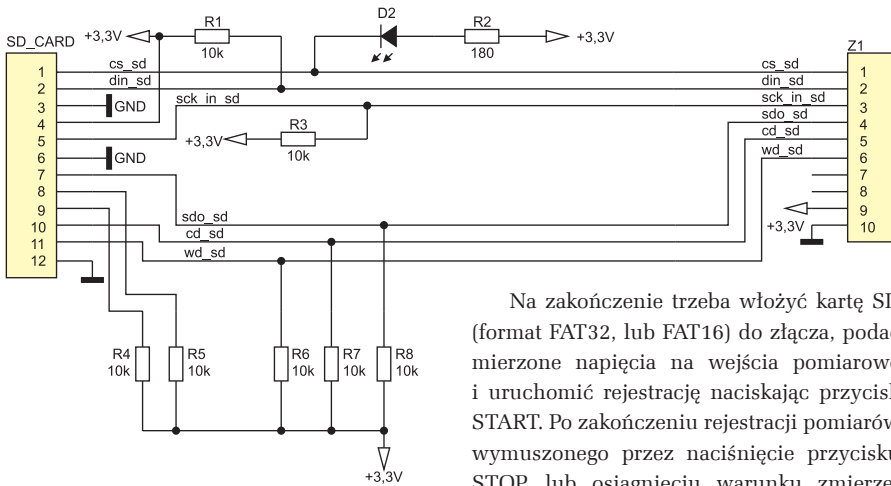 SD_CARD
1
2
3
4
5
6
7
8
9
10
11
12
+3,3V
R1
10k
D2
R2
180
+3,3V
cs_sd
din_sd
GND
sck_in_sd
+3,3V
R3
10k
GND
sdo_sd
cd_sd
wd_sd
R4
10k
R5
10k
R6
10k
R7
10k
R8
10k
+3,3V
Z1
cs_sd
din_sd
sck_in_sd
sdo_sd
cd_sd
wd_sd
+3,3V
1
2
3
4
5
6
7
8
9
10
Na zakończenie trzeba włożyć kartę SD
(format FAT32, lub FAT16) do złącza, podać
mierzone napięcia na wejścia pomiarowe
i uruchomić rejestrację naciskając przycisk
START. Po zakończeniu rejestracji pomiarów
wymuszonego przez naciśnięcie przycisku
STOP lub osiągnięciu warunku zmierze-